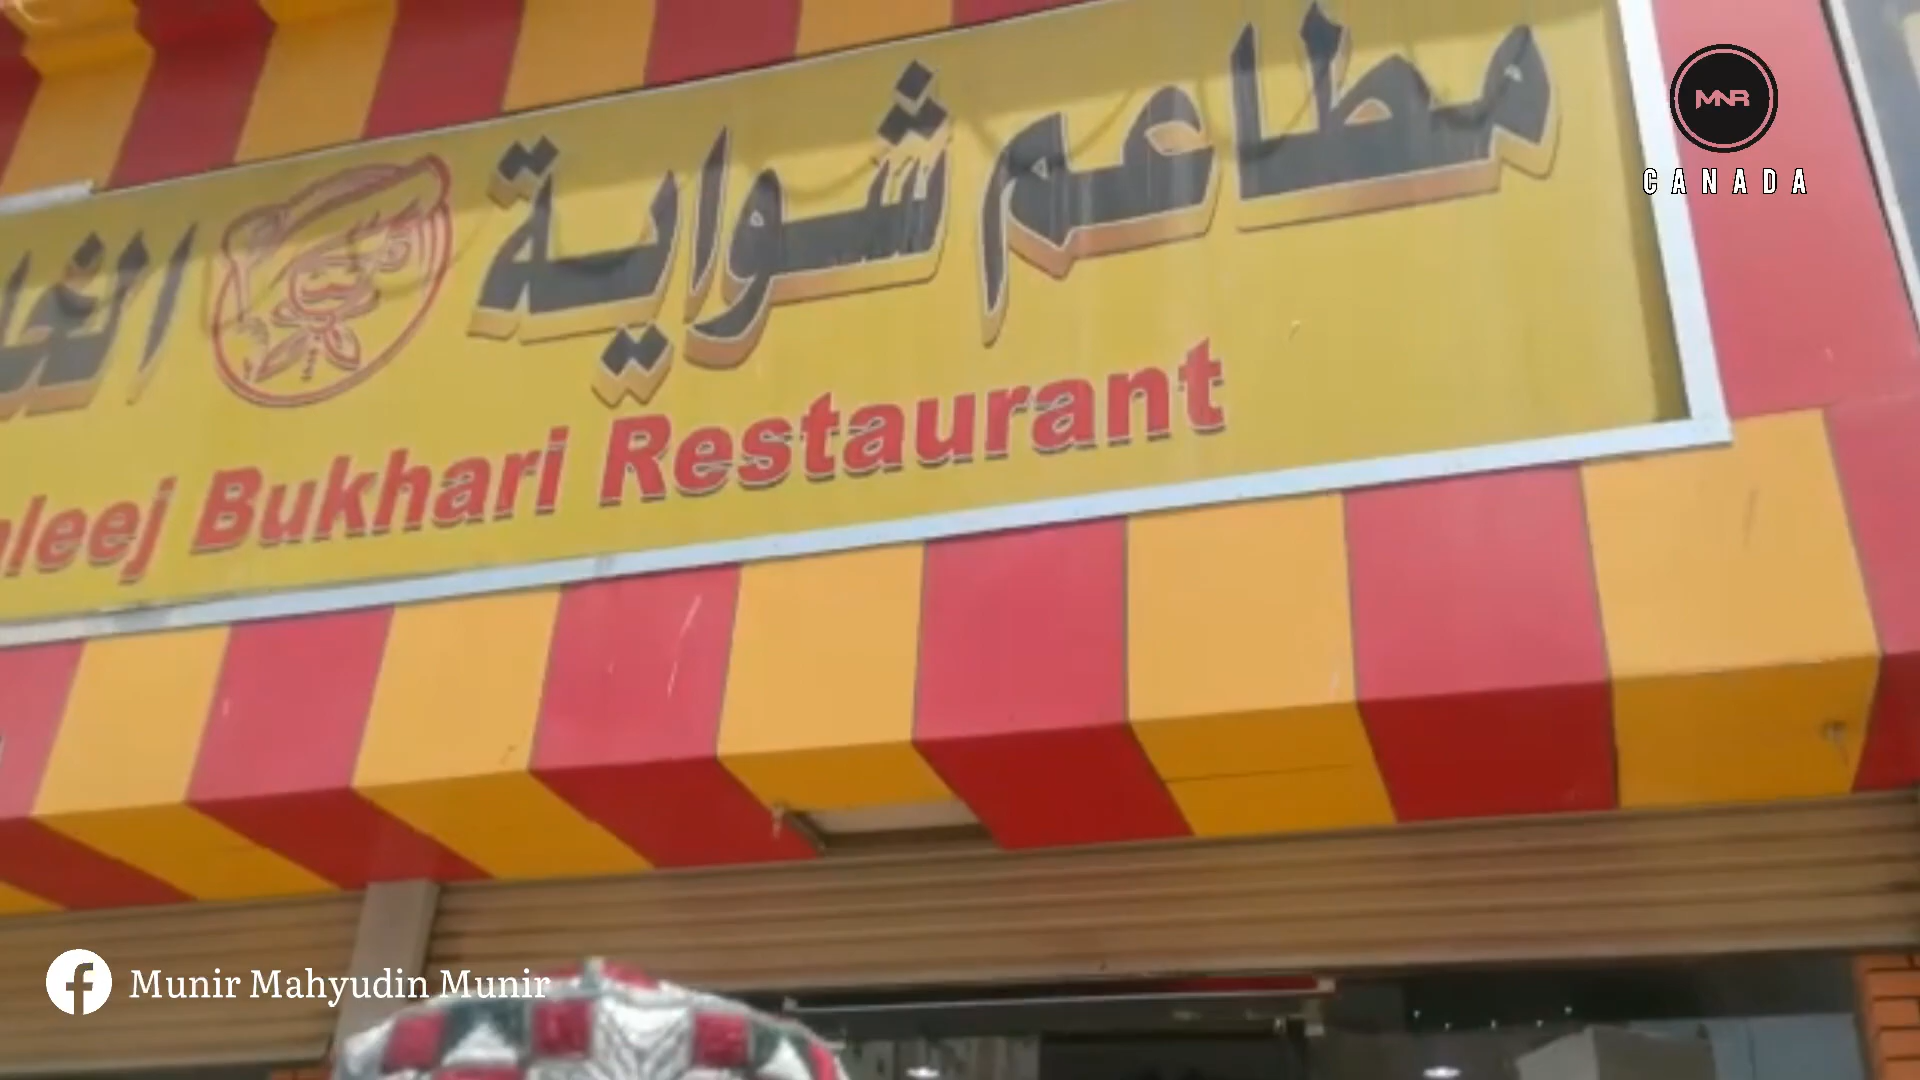 مطاعم شواية
Bukhari Restaurant
MNR
CANADA
Munir Mahyudin Munir